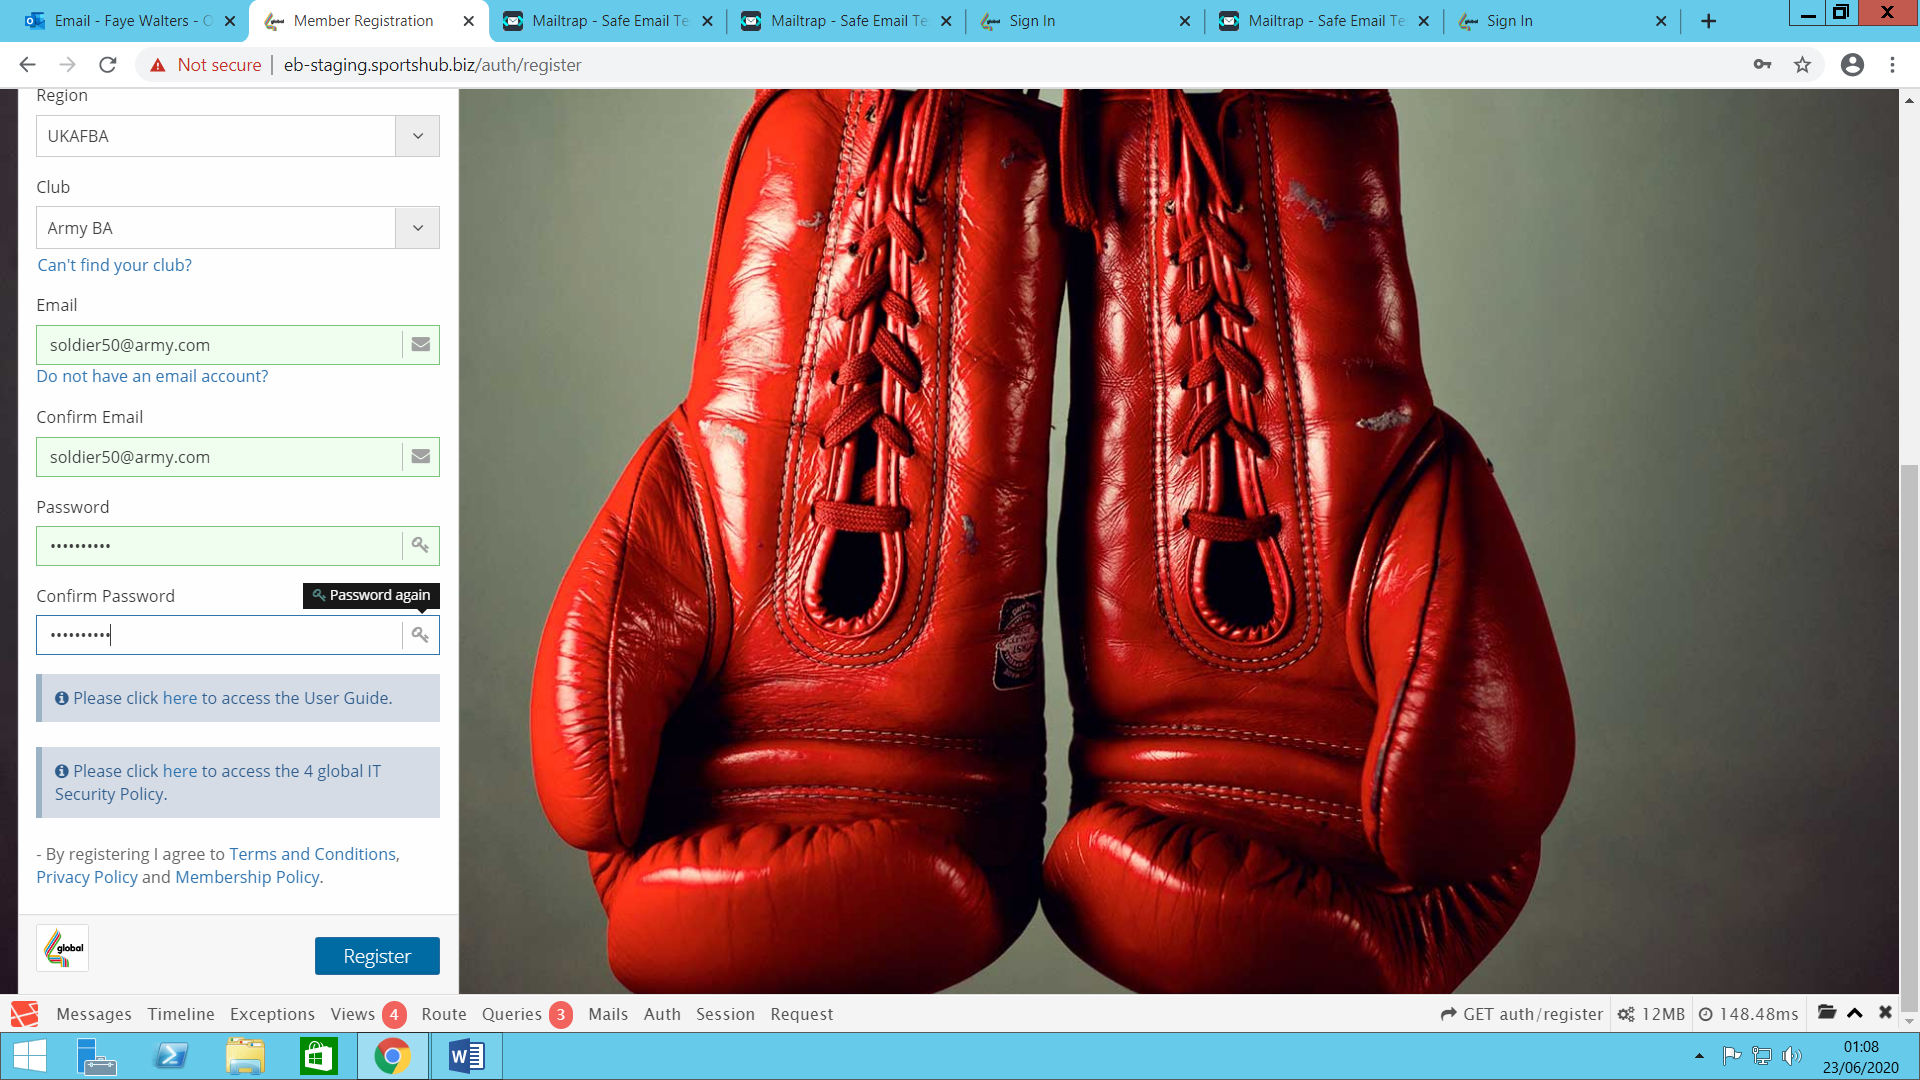 Email - Faye Walters - O
Member Registration
Mailtrap - Safe Email Te
Mailtrap - Safe Email Te
Sign In
Mailtrap - Safe Email Te
Sign In
Not secure
eb-staging.sportshub.biz/auth/register
Region
UKAFBA
Club
Army BA
Can't find your club?
Email
soldier50@army.com
Do not have an email account?
Confirm Email
soldier50@army.com
Password
••••••••••
Confirm Password
Password again
••••••••••
Please click here to access the User Guide.
Please click here to access the 4 global IT
Security Policy.
- By registering I agree to Terms and Conditions,
Privacy Policy and Membership Policy.
global
Register
Messages Timeline Exceptions Views 4 Route Queries 3 Mails Auth Session Request
GET auth/register 12MB 148.48ms
01:08
23/06/2020